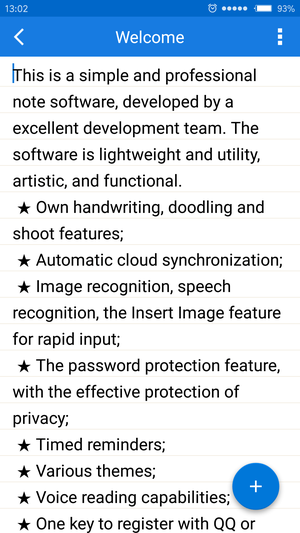 13:02
93%
Welcome
This is a simple and professional
note software, developed by a
excellent development team. The
software is lightweight and utility,
artistic, and functional.
★ Own handwriting, doodling and
shoot features;
★ Automatic cloud synchronization;
★ Image recognition, speech
recognition, the Insert Image feature
for rapid input;
★ The password protection feature,
with the effective protection of
privacy;
★ Timed reminders;
★ Various themes;
★ Voice reading capabilities;
★ One key to register with QQ or